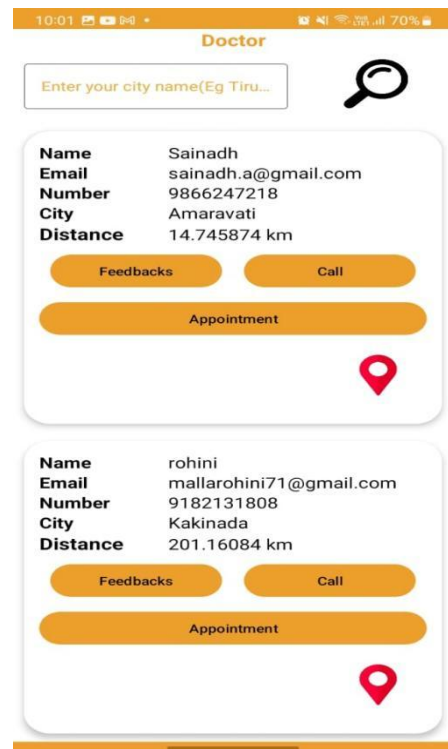 10:01 70%
Doctor
Enter your city name(Eg Tiru...
Name Sainadh
Email sainadh.a@gmail.com
Number 9866247218
City Amaravati
Distance 14.745874 km
Feedbacks Call
Appointment
Name rohini
Email mallarohini71@gmail.com
Number 9182131808
City Kakinada
Distance 201.16084 km
Feedbacks Call
Appointment